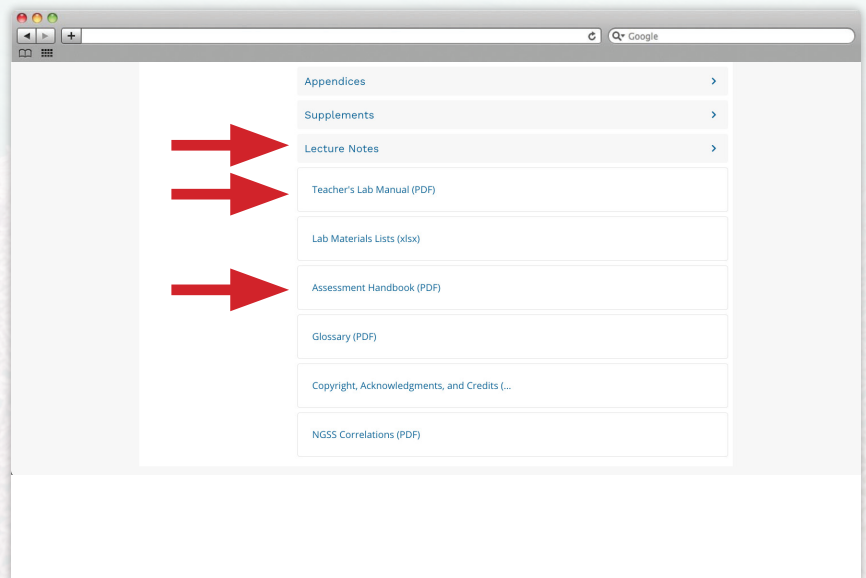 Google
Appendices
Supplements
Lecture Notes
Teacher's Lab Manual (PDF)
Lab Materials Lists (xlsx)
Assessment Handbook (PDF)
Glossary (PDF)
Copyright, Acknowledgments, and Credits (...
NGSS Correlations (PDF)